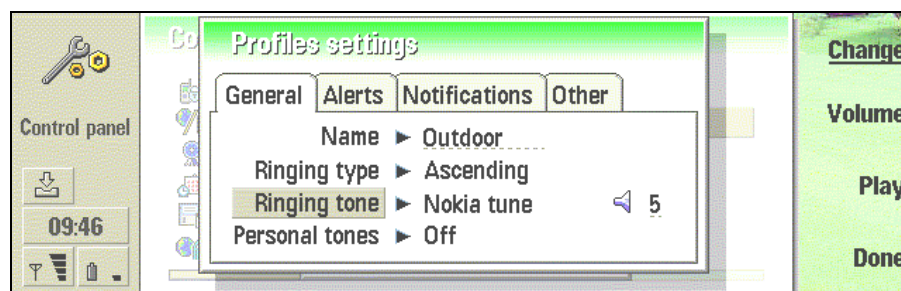 Co
Profiles settings
General Alerts Notifications Other
Name Outdoor
Ringing type Ascending
Ringing tone Nokia tune 5
Personal tones Off
Control panel
09:46
Change
Volume
Play
Done